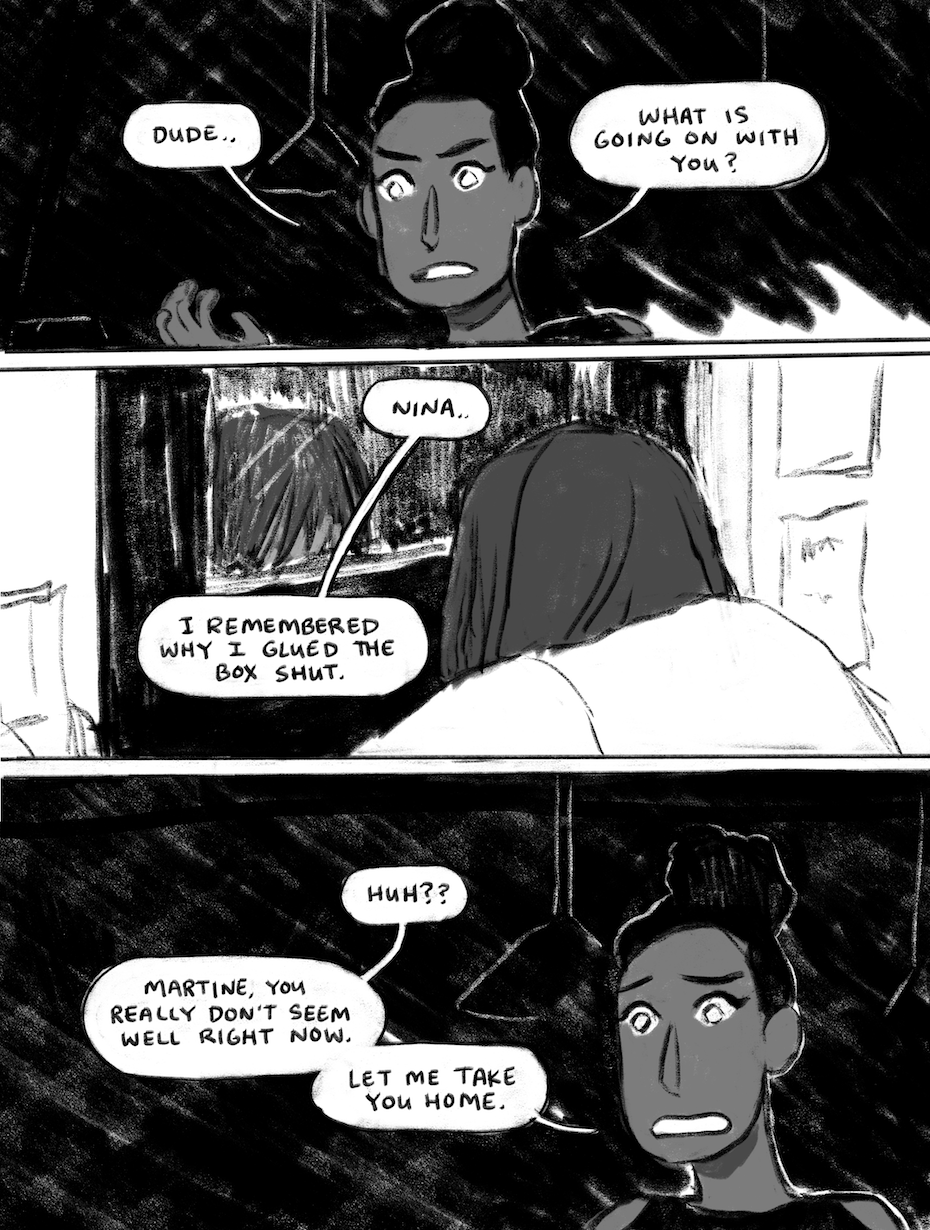 DUDE..
WHAT IS
GOING ON WITH
YOU?
NINA..
I REMEMBERED
WHY I GLUED THE
BOX SHUT.
HUH??
MARTINE, YOU
REALLY DON'T SEEM
WELL RIGHT NOW.
LET ME TAKE
YOU HOME.